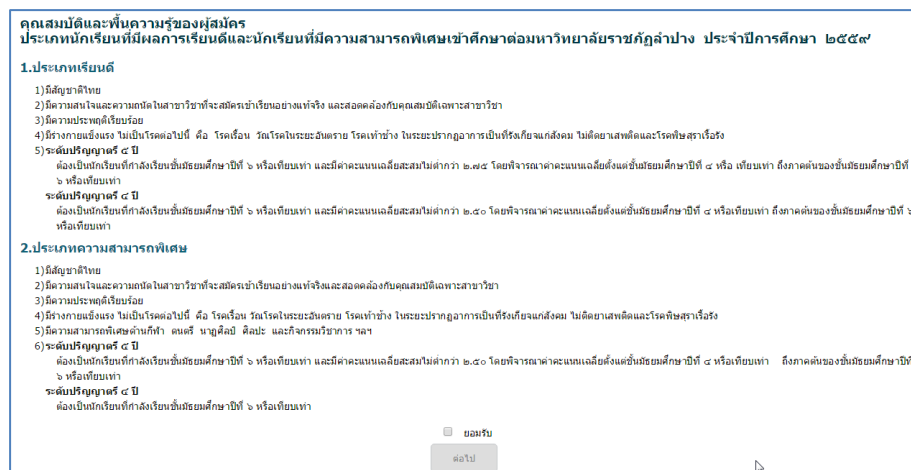 คุณสมบัติและพื้นความรู้ของผู้สมัคร
ประเภทนักเรียนที่มีผลการเรียนดีและนักเรียนที่มีความสามารถพิเศษเข้าศึกษาต่อมหาวิทยาลัยราชภัฏลำปาง ประจำปีการศึกษา ๒๕๕๙
1.ประเภทเรียนดี
1)มีสัญชาติไทย
2)มีความสนใจและความถนัดในสาขาวิชาที่จะสมัครเข้าเรียนอย่างแท้จริง และสอดคล้องกับคุณสมบัติเฉพาะสาขาวิชา
3)มีความประพฤติเรียบร้อย
4)มีร่างกายแข็งแรง ไม่เป็นโรคต่อไปนี้ คือ โรคเรื้อน วัณโรคในระยะอันตราย โรคเท้าช้าง ในระยะปรากฏอาการเป็นที่รังเกียจแก่สังคม ไม่ติดยาเสพติดและโรคพิษสุราเรื้อรัง
5)ระดับปริญญาตรี ๕ ปี
ต้องเป็นนักเรียนที่กำลังเรียนชั้นมัธยมศึกษาปีที่ ๖ หรือเทียบเท่า และมีค่าคะแนนเฉลี่ยสะสมไม่ต่ำกว่า ๒.๗๕ โดยพิจารณาค่าคะแนนเฉลี่ยตั้งแต่ชั้นมัธยมศึกษาปีที่ ๔ หรือ เทียบเท่า ถึงภาคต้นของชั้นมัธยมศึกษาปีที่
๖ หรือเทียบเท่า
ระดับปริญญาตรี ๔ ปี
ต้องเป็นนักเรียนที่กำลังเรียนชั้นมัธยมศึกษาปีที่ ๖ หรือเทียบเท่า และมีค่าคะแนนเฉลี่ยสะสมไม่ต่ำกว่า ๒.๕๐ โดยพิจารณาค่าคะแนนเฉลี่ยตั้งแต่ชั้นมัธยมศึกษาปีที่ ๔ หรือเทียบเท่า ถึงภาคต้นของชั้นมัธยมศึกษาปีที่ ๖
หรือเทียบเท่า
2.ประเภทความสามารถพิเศษ
1)มีสัญชาติไทย
2)มีความสนใจและความถนัดในสาขาวิชาที่จะสมัครเข้าเรียนอย่างแท้จริงและสอดคล้องกับคุณสมบัติเฉพาะสาขาวิชา
3)มีความประพฤติเรียบร้อย
4)มีร่างกายแข็งแรง ไม่เป็นโรคต่อไปนี้ คือ โรคเรื้อน วัณโรคในระยะอันตราย โรคเท้าช้าง ในระยะปรากฏอาการเป็นที่รังเกียจแก่สังคม ไม่ติดยาเสพติดและโรคพิษสุราเรื้อรัง
5)มีความสามารถพิเศษด้านกีฬา ดนตรี นาฏศิลป์ ศิลปะ และกิจกรรมวิชาการ ฯลฯ
6)ระดับปริญญาตรี ๕ ปี
ต้องเป็นนักเรียนที่กำลังเรียนชั้นมัธยมศึกษาปีที่ ๖ หรือเทียบเท่า และมีค่าคะแนนเฉลี่ยสะสมไม่ต่ำกว่า ๒.๕๐ โดยพิจารณาค่าคะแนนเฉลี่ยตั้งแต่ชั้นมัธยมศึกษาปีที่ ๔ หรือเทียบเท่า ถึงภาคต้นของชั้นมัธยมศึกษาปีที่
๖ หรือเทียบเท่า
ระดับปริญญาตรี ๔ ปี
ต้องเป็นนักเรียนที่กำลังเรียนชั้นมัธยมศึกษาปีที่ ๖ หรือเทียบเท่า
ยอมรับ
ต่อไป